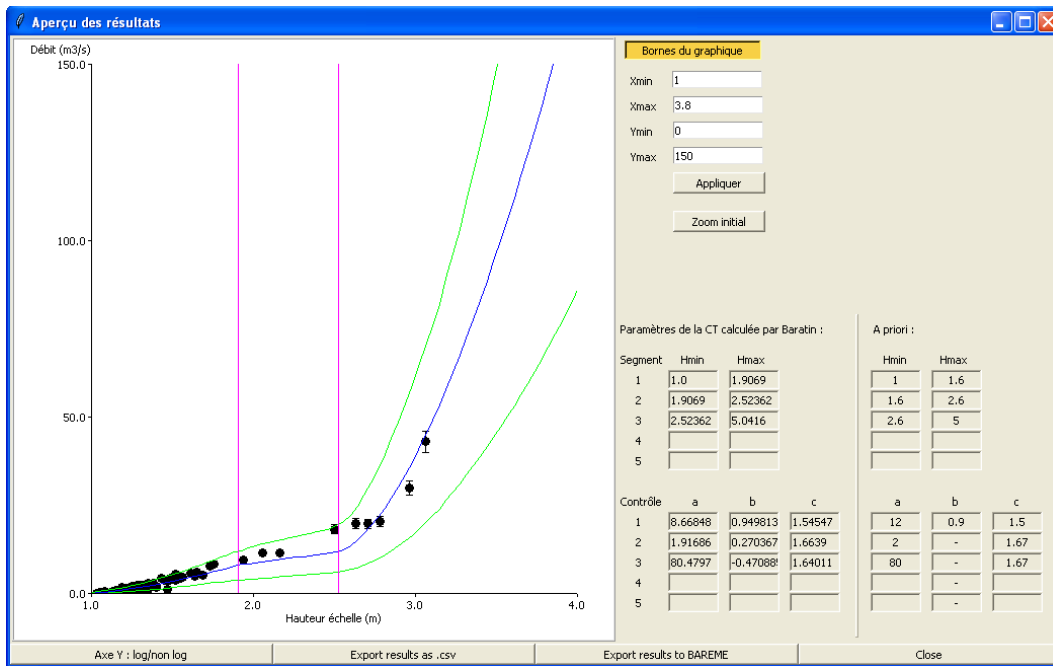 Aperçu des résultats
Débit (m3/s)
150.0
100.0
50.0
0.0
1.0 2.0 3.0 4.0
Hauteur échelle (m)
Bornes du graphique
Xmin 1
Xmax 3.8
Ymin 0
Ymax 150
Appliquer
Zoom initial
Paramètres de la CT calculée par Baratin :
Segment Hmin Hmax
1 1.0 1.9069
2 1.9069 2.52362
3 2.52362 5.0416
4
5
Contrôle a b c
1 8.66848 0.949813 1.54547
2 1.91686 0.270367 1.6639
3 80.4797 -0.47088 1.64011
4
5
A priori :
Hmin Hmax
1 1.6
1.6 2.6
2.6 5
a b c
12 0.9 1.5
2 - 1.67
80 - 1.67
-
-
Axe Y : log/non log Export results as .csv Export results to BAREME Close